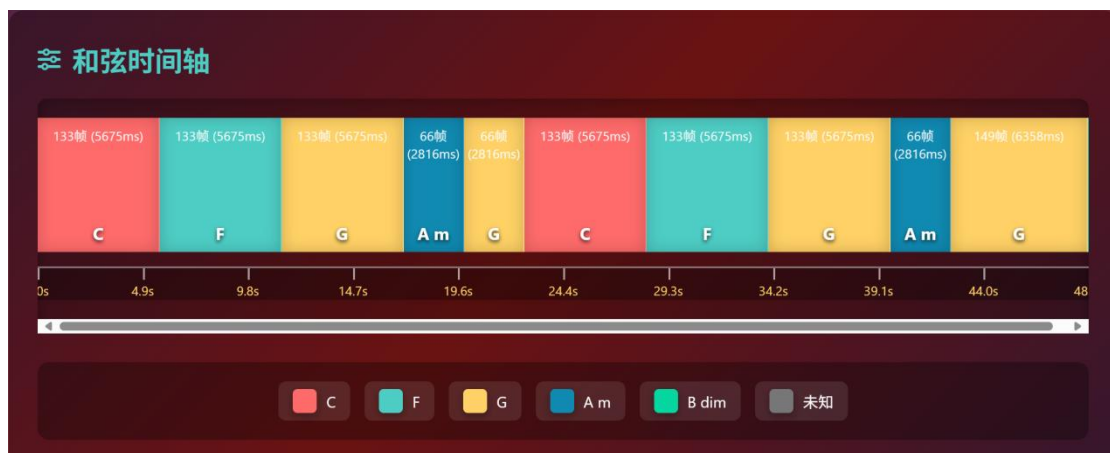 和弦时间轴
133帧 (5675ms) 133帧 (5675ms) 133帧 (5675ms) 66帧 (2816ms) 66帧 (2816ms) 133帧 (5675ms) 133帧 (5675ms) 133帧 (5675ms) 66帧 (2816ms) 149帧 (6358ms)
C F G A m G C F G A m G
0s 4.9s 9.8s 14.7s 19.6s 24.4s 29.3s 34.2s 39.1s 44.0s 48
C F G A m B dim 未知